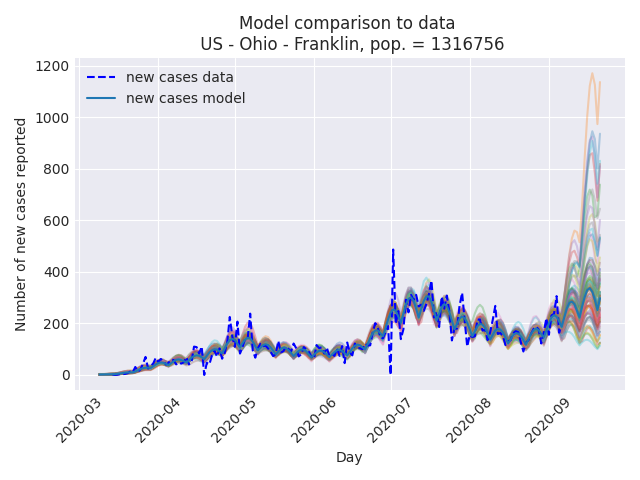 Model comparison to data
US - Ohio - Franklin, pop. = 1316756
Number of new cases reported
1200
1000
800
600
400
200
0
new cases data
new cases model
2020-03
2020-04
2020-05
2020-06
2020-07
2020-08
2020-09
Day